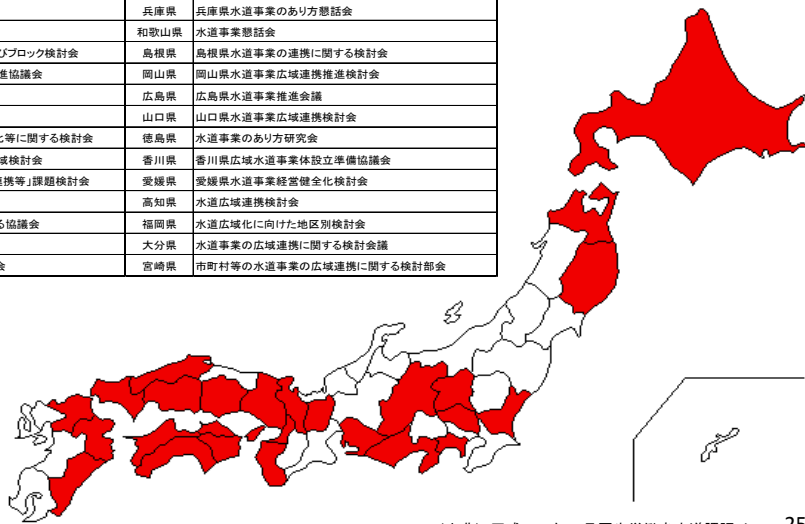 兵庫県 兵庫県水道事業のあり方懇話会
和歌山県 水道事業懇話会
びブロック検討会 島根県 島根県水道事業の連携に関する検討会
進協議会 岡山県 岡山県水道事業広域連携推進検討会
広島県 広島県水道事業推進会議
山口県 山口県水道事業広域連携検討会
化等に関する検討会 徳島県 水道事業のあり方研究会
域検討会 香川県 香川県広域水道事業体設立準備協議会
連携等」課題検討会 愛媛県 愛媛県水道事業経営健全化検討会
高知県 水道広域連携検討会
る協議会 福岡県 水道広域化に向けた地区別検討会
大分県 水道事業の広域連携に関する検討会議
会 宮崎県 市町村等の水道事業の広域連携に関する検討部会
25